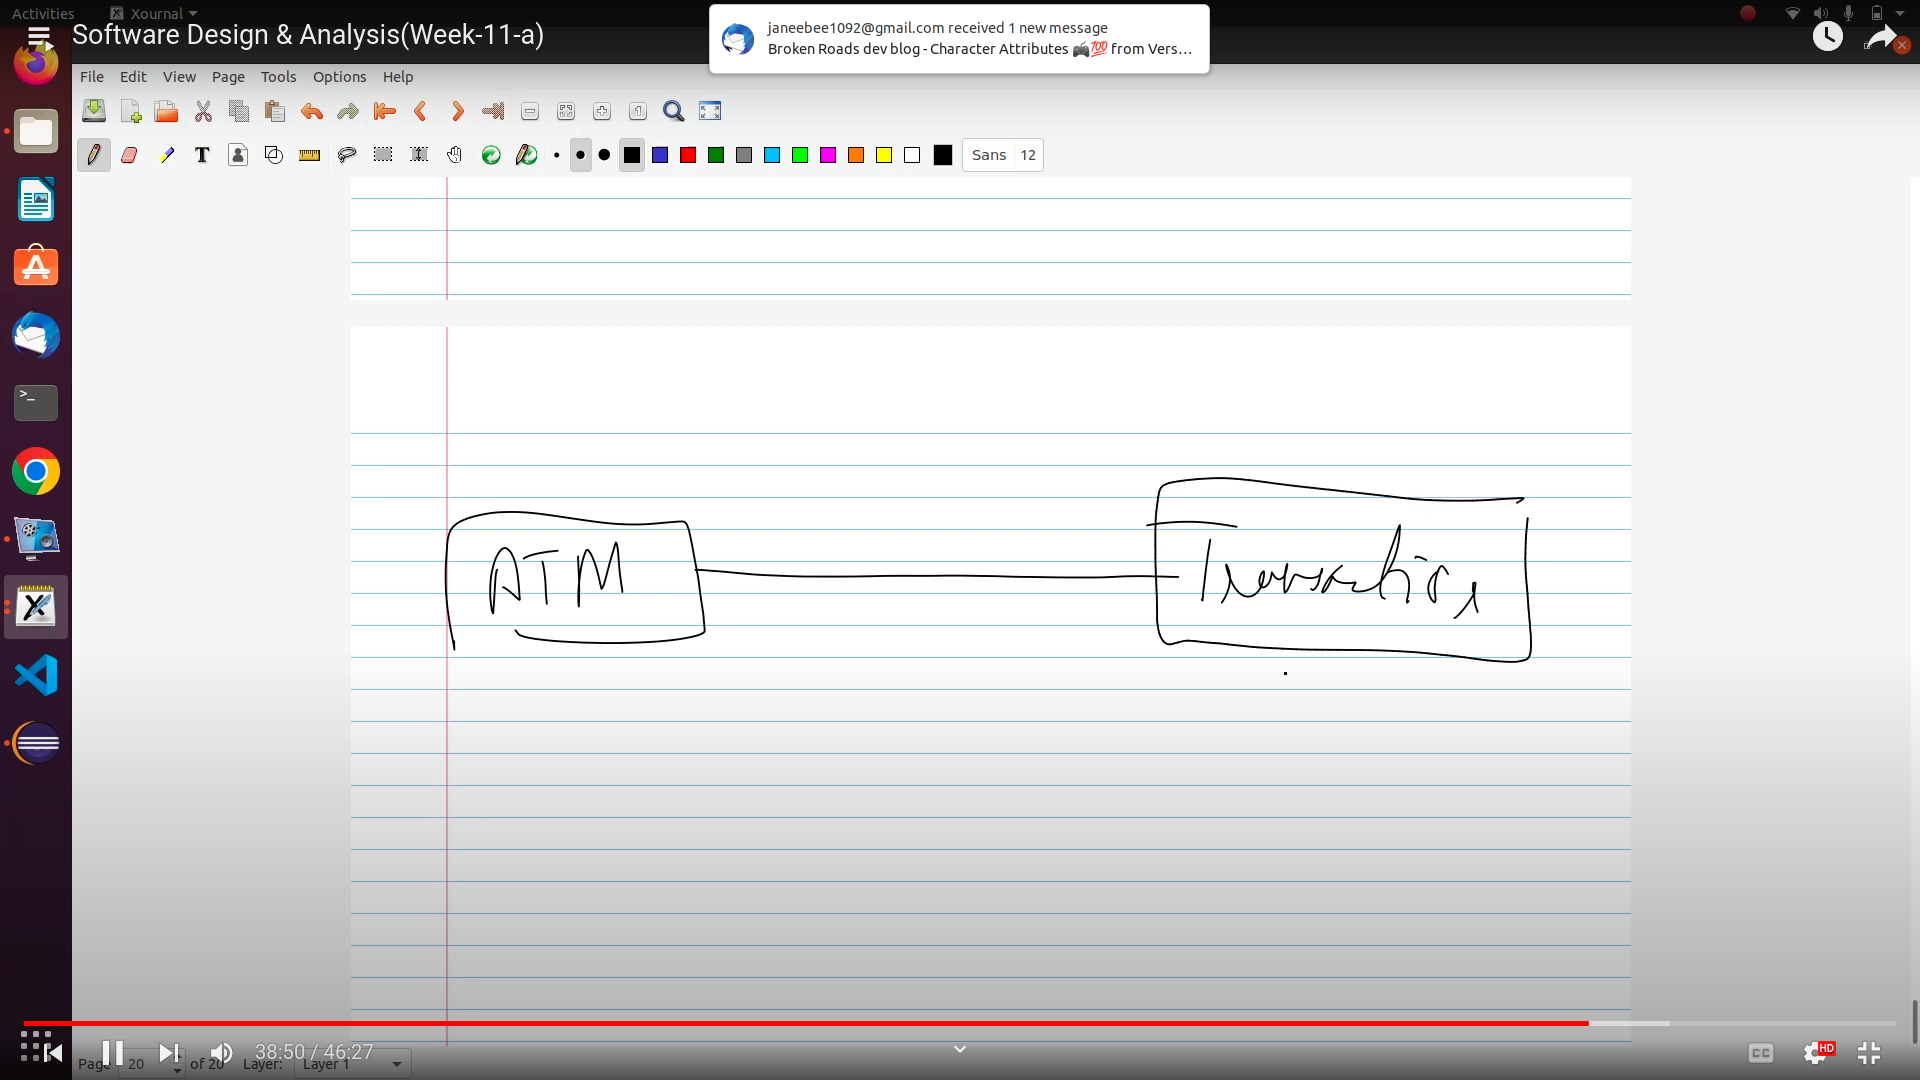 Activities Xournal
Software Design & Analysis(Week-11-a)
janeebee1092@gmail.com received 1 new message
Broken Roads dev blog - Character Attributes 🎮💯 from Vers...
File Edit View Page Tools Options Help
T Sans 12
ATM
Transaction
38:50 / 46:27
CC HD
Page 20 of 20 Layer: Layer 1